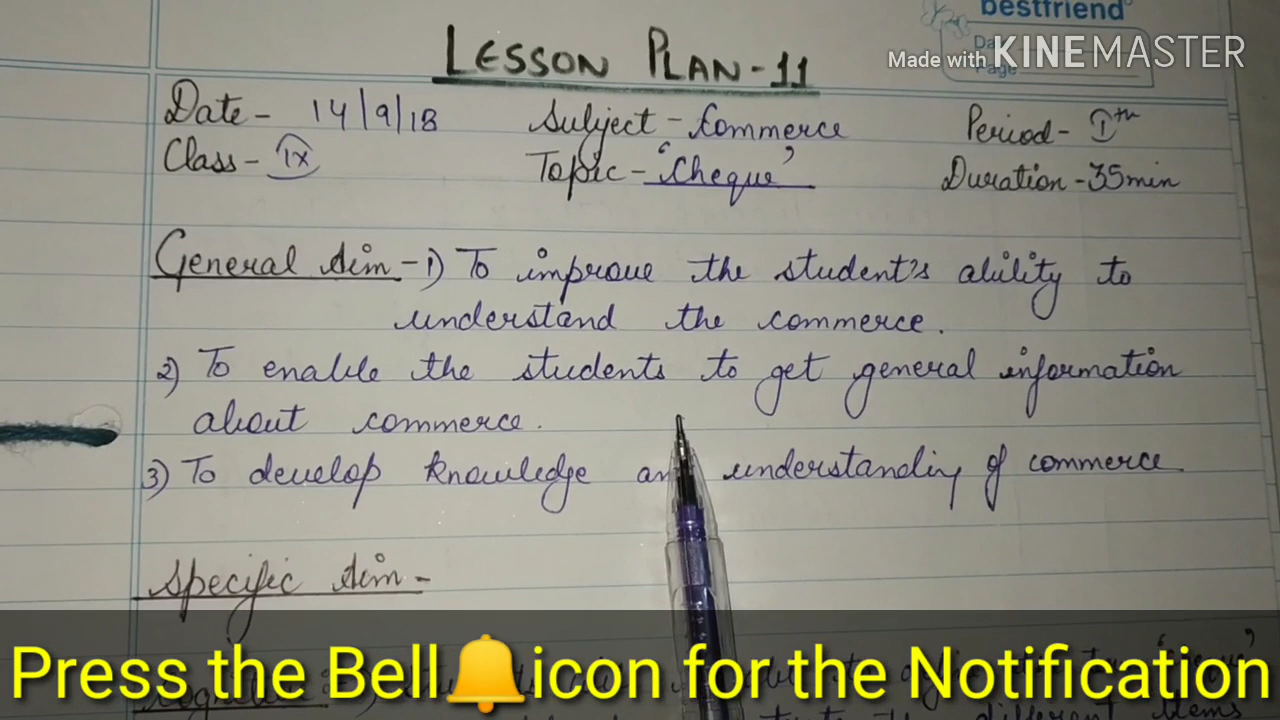 bestfriend
Made with KINEMASTER
Page
LESSON PLAN-11
Date- 14/9/18 Subject - Commerce Period- Ith
Class- IX Topic- 'Cheque' Duration -35min
General Aim -1) To improve the student's ability to
understand the commerce.
2) To enable the students to get general information
about commerce.
3) To develop knowledge and understanding of commerce
Specific Aim -
Press the Bell🔔icon for the Notification